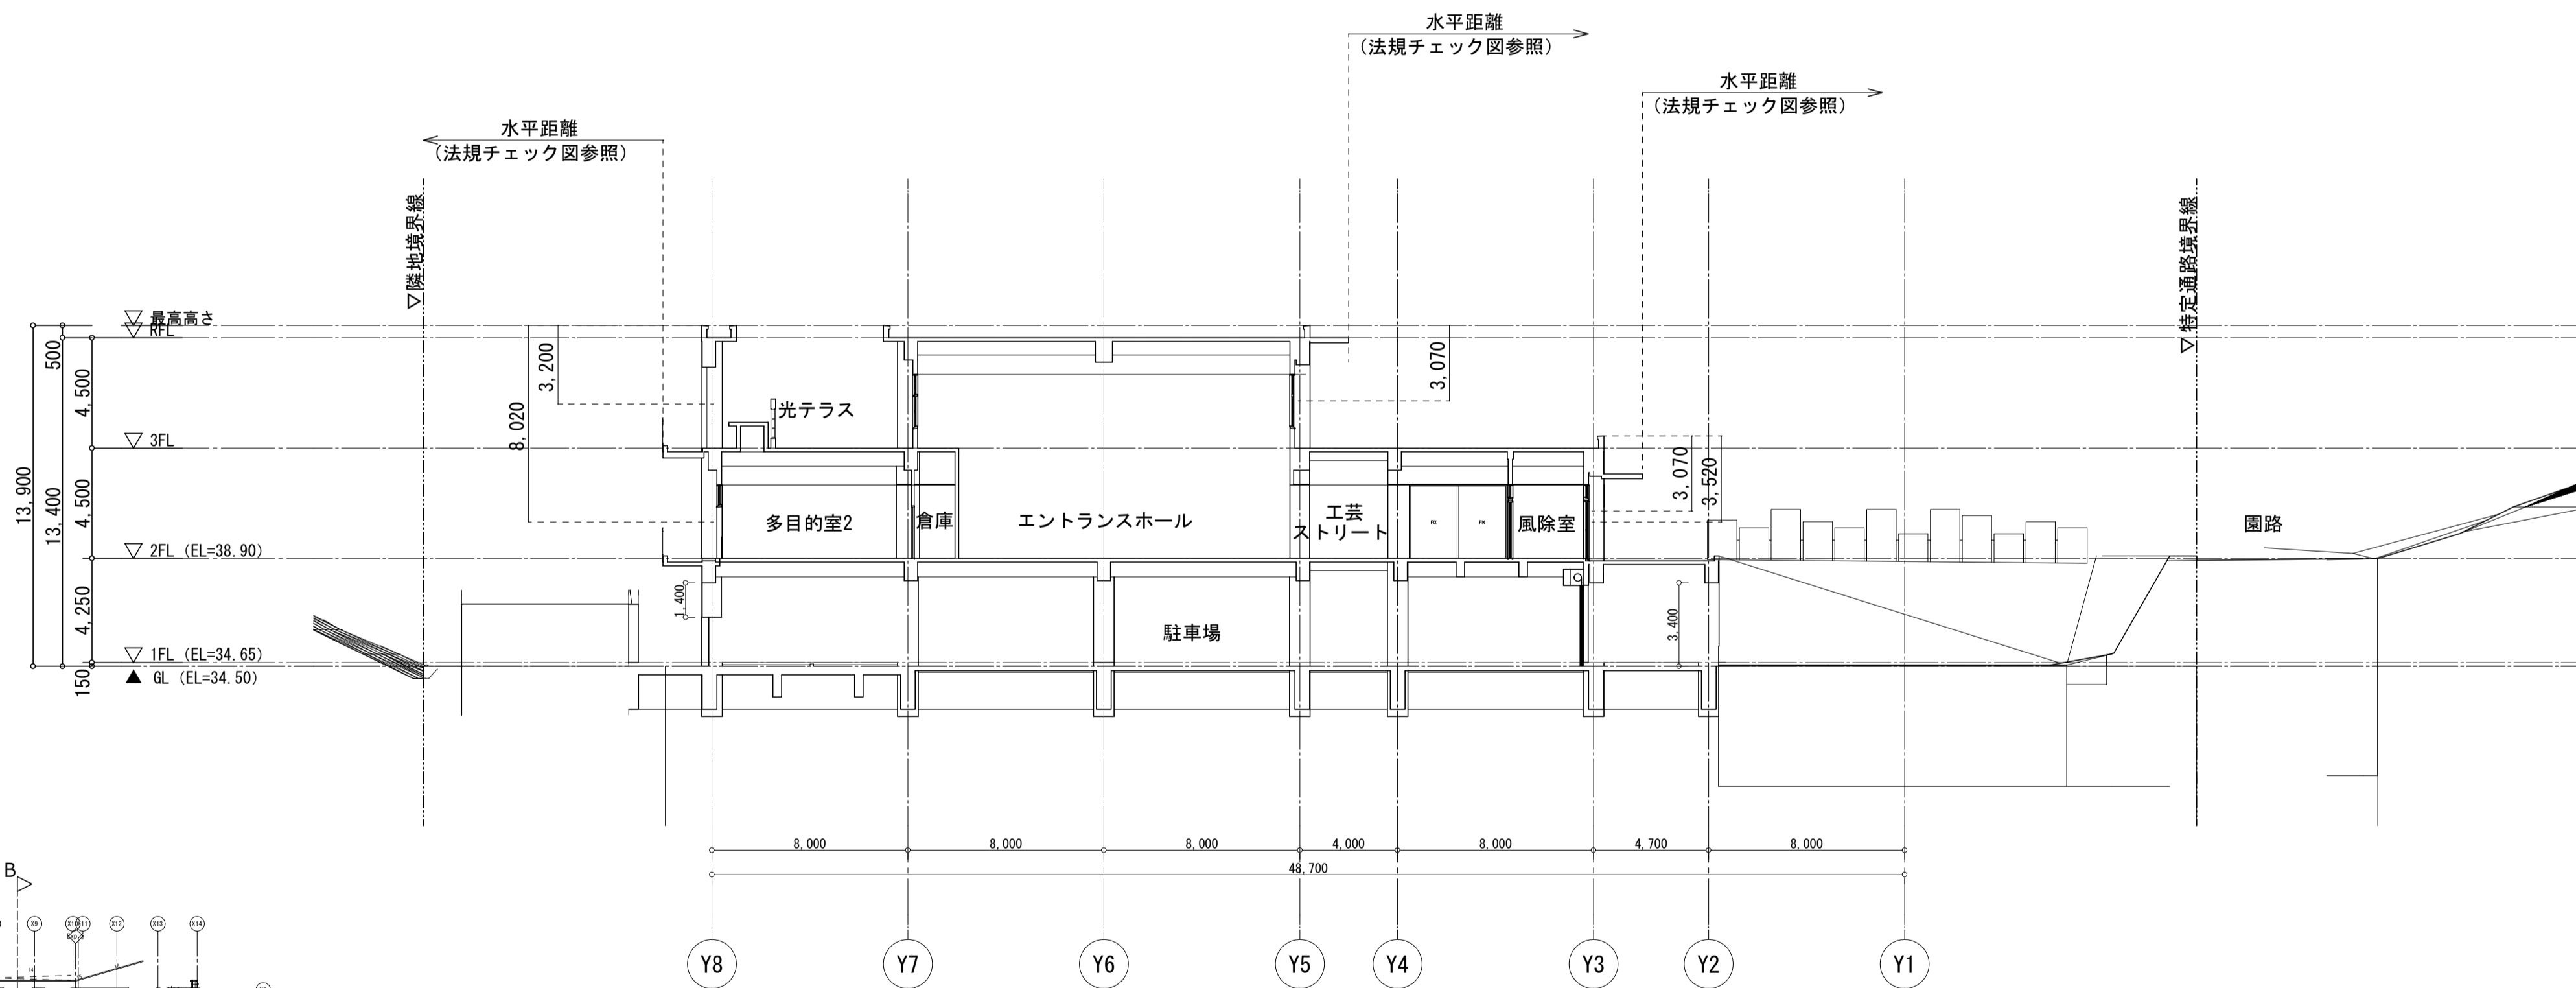 水平距離
(法規チェック図参照)
水平距離
(法規チェック図参照)
水平距離
(法規チェック図参照)
▽隣地境界線
▽特定通路境界線
▽ 最高高さ
▽ RFL
▽ 3FL
▽ 2FL (EL=38.90)
▽ 1FL (EL=34.65)
▲ GL (EL=34.50)
13,900
13,400
500
4,500
4,500
4,250
150
8,020
3,200
3,070
3,070
3,520
1,400
3,400
光テラス
多目的室2
倉庫
エントランスホール
工芸
ストリート
FIX
FIX
風除室
駐車場
園路
8,000
8,000
8,000
4,000
8,000
4,700
8,000
48,700
Y8
Y7
Y6
Y5
Y4
Y3
Y2
Y1
B
X9
X10
X11
X12
X13
X14